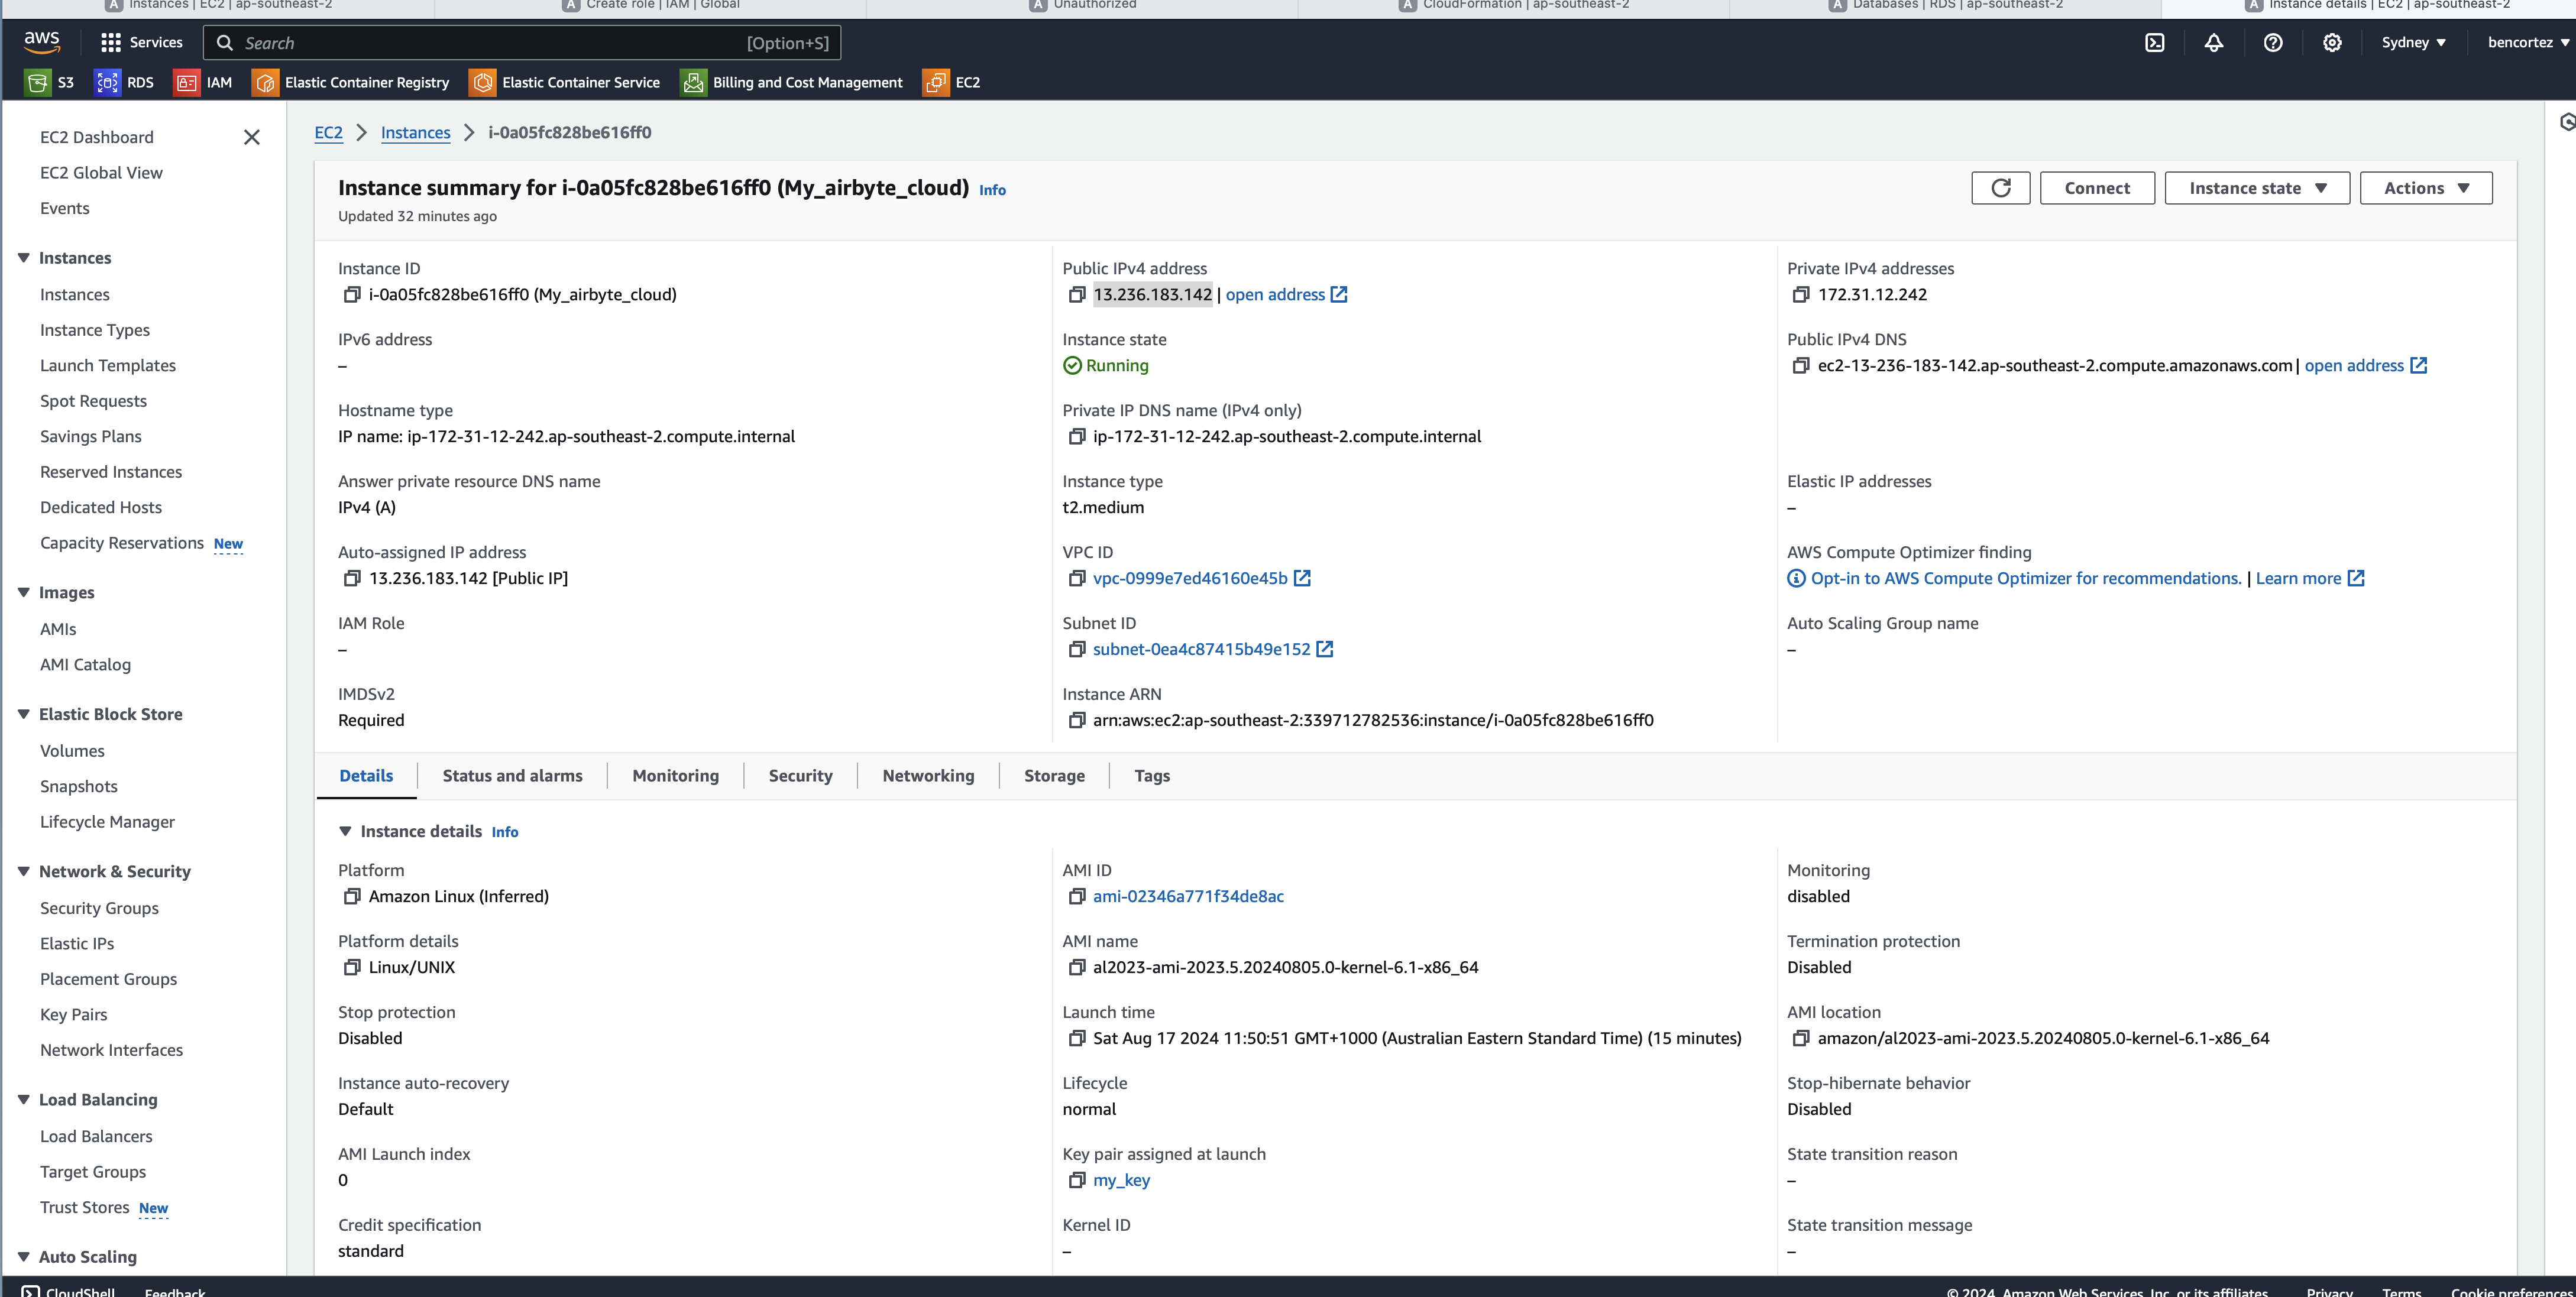 Instances | EC2 | ap-southeast-2
Create role | IAM | Global
Unauthorized
CloudFormation | ap-southeast-2
Databases | RDS | ap-southeast-2
Instance details | EC2 | ap-southeast-2
aws
Services
Search
[Option+S]
Sydney
bencortez
S3
RDS
IAM
Elastic Container Registry
Elastic Container Service
Billing and Cost Management
EC2
EC2 Dashboard
EC2 Global View
Events
Instances
Instances
Instance Types
Launch Templates
Spot Requests
Savings Plans
Reserved Instances
Dedicated Hosts
Capacity Reservations New
Images
AMIs
AMI Catalog
Elastic Block Store
Volumes
Snapshots
Lifecycle Manager
Network & Security
Security Groups
Elastic IPs
Placement Groups
Key Pairs
Network Interfaces
Load Balancing
Load Balancers
Target Groups
Trust Stores New
Auto Scaling
EC2 > Instances > i-0a05fc828be616ff0
Instance summary for i-0a05fc828be616ff0 (My_airbyte_cloud) Info
Updated 32 minutes ago
Connect
Instance state
Actions
Instance ID
i-0a05fc828be616ff0 (My_airbyte_cloud)
Public IPv4 address
13.236.183.142 | open address
Private IPv4 addresses
172.31.12.242
IPv6 address
–
Instance state
Running
Public IPv4 DNS
ec2-13-236-183-142.ap-southeast-2.compute.amazonaws.com | open address
Hostname type
IP name: ip-172-31-12-242.ap-southeast-2.compute.internal
Private IP DNS name (IPv4 only)
ip-172-31-12-242.ap-southeast-2.compute.internal
Answer private resource DNS name
IPv4 (A)
Instance type
t2.medium
Elastic IP addresses
–
Auto-assigned IP address
13.236.183.142 [Public IP]
VPC ID
vpc-0999e7ed46160e45b
AWS Compute Optimizer finding
Opt-in to AWS Compute Optimizer for recommendations. | Learn more
IAM Role
–
Subnet ID
subnet-0ea4c87415b49e152
Auto Scaling Group name
–
IMDSv2
Required
Instance ARN
arn:aws:ec2:ap-southeast-2:339712782536:instance/i-0a05fc828be616ff0
Details
Status and alarms
Monitoring
Security
Networking
Storage
Tags
Instance details Info
Platform
Amazon Linux (Inferred)
AMI ID
ami-02346a771f34de8ac
Monitoring
disabled
Platform details
Linux/UNIX
AMI name
al2023-ami-2023.5.20240805.0-kernel-6.1-x86_64
Termination protection
Disabled
Stop protection
Disabled
Launch time
Sat Aug 17 2024 11:50:51 GMT+1000 (Australian Eastern Standard Time) (15 minutes)
AMI location
amazon/al2023-ami-2023.5.20240805.0-kernel-6.1-x86_64
Instance auto-recovery
Default
Lifecycle
normal
Stop-hibernate behavior
Disabled
AMI Launch index
0
Key pair assigned at launch
my_key
State transition reason
–
Credit specification
standard
Kernel ID
–
State transition message
–
CloudShell
Feedback
© 2024, Amazon Web Services, Inc. or its affiliates.
Privacy
Terms
Cookie preferences